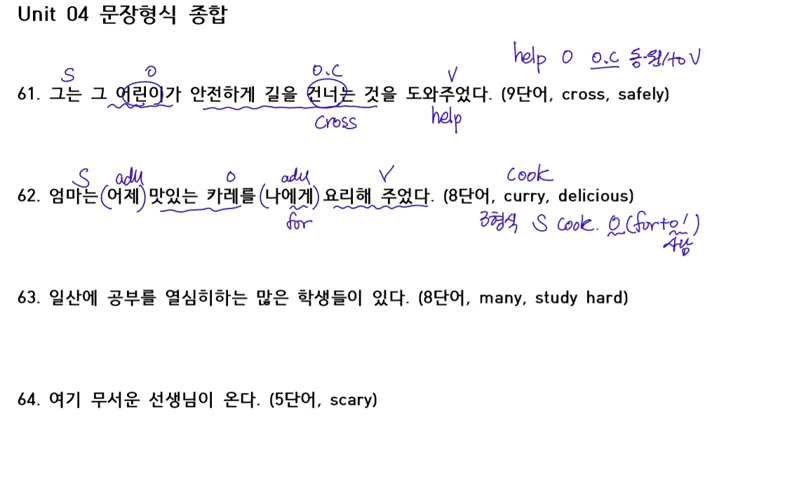 Unit 04 문장형식 종합
help O O.C 동.원/to V
S O O.C V
61. 그는 그 어린이가 안전하게 길을 건너는 것을 도와주었다. (9단어, cross, safely)
cross help
S adv O adv V cook
62. 엄마는 (어제) 맛있는 카레를 (나에게) 요리해 주었다. (8단어, curry, delicious)
for 3형식 S cook. O (for to!)
63. 일산에 공부를 열심히하는 많은 학생들이 있다. (8단어, many, study hard)
64. 여기 무서운 선생님이 온다. (5단어, scary)